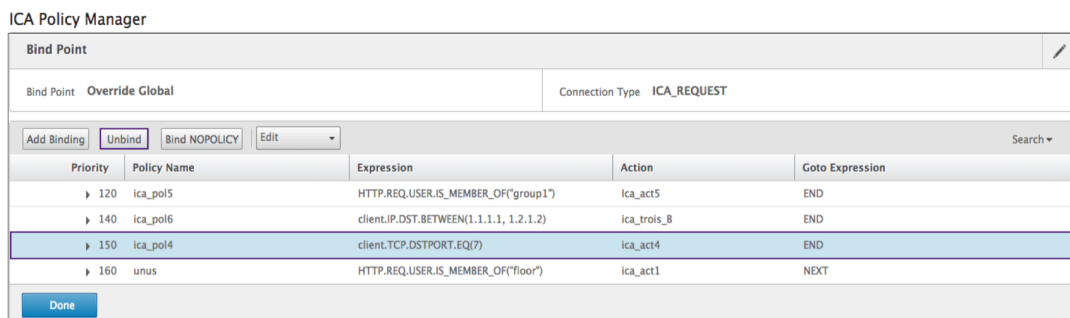 ICA Policy Manager
Bind Point
Bind Point Override Global Connection Type ICA_REQUEST
Add Binding Unbind Bind NOPOLICY Edit Search
Priority Policy Name Expression Action Goto Expression
120 ica_pol5 HTTP.REQ.USER.IS_MEMBER_OF("group1") Ica_act5 END
140 ica_pol6 client.IP.DST.BETWEEN(1.1.1.1, 1.2.1.2) ica_trois_B END
150 ica_pol4 client.TCP.DSTPORT.EQ(7) ica_act4 END
160 unus HTTP.REQ.USER.IS_MEMBER_OF("floor") ica_act1 NEXT
Done